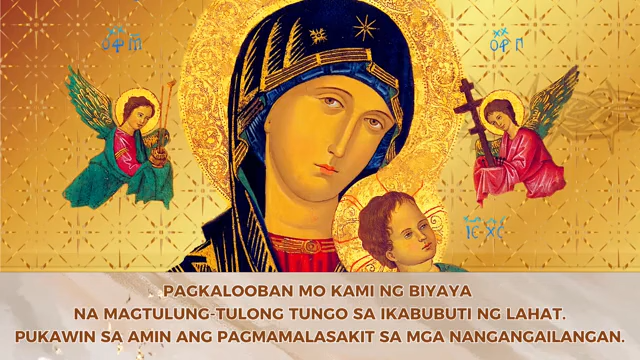 PAGKALOOBAN MO KAMI NG BIYAYA
NA MAGTULUNG-TULONG TUNGO SA IKABUBUTI NG LAHAT.
PUKAWIN SA AMIN ANG PAGMAMALASAKIT SA MGA NANGANGAILANGAN.